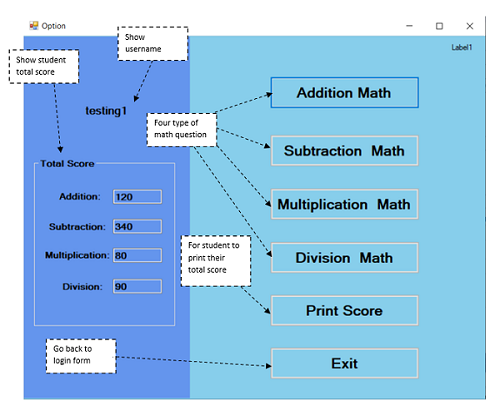 Option
Label1
Show
username
Show student
total score
testing1
Four type of
math question
Total Score
Addition: 120
Subtraction: 340
Multiplication: 80
Division: 90
Addition Math
Subtraction Math
Multiplication Math
Division Math
For student to
print their
total score
Print Score
Go back to
login form
Exit